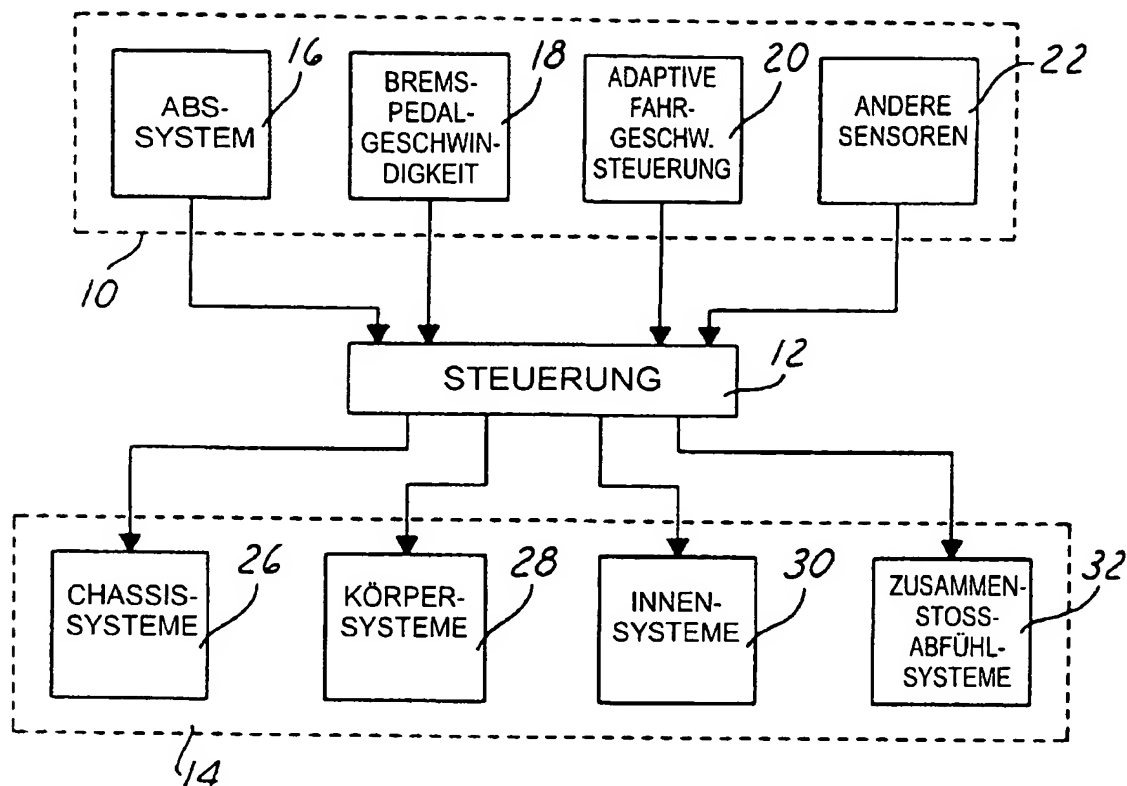 16
18
20
22
ABS-
SYSTEM
BREMS-
PEDAL-
GESCHWIN-
DIGKEIT
ADAPTIVE
FAHR-
GESCHW.
STEUERUNG
ANDERE
SENSOREN
10
STEUERUNG
12
CHASSIS-
SYSTEME
26
KÖRPER-
SYSTEME
28
INNEN-
SYSTEME
30
ZUSAMMEN-
STOSS-
ABFÜHL-
SYSTEME
32
14